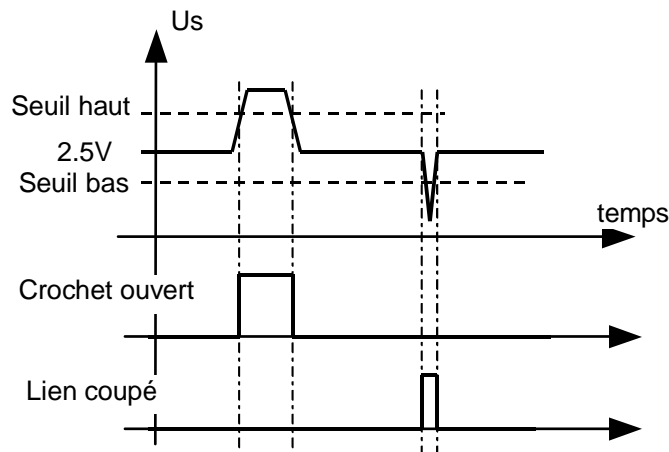 Us
Seuil haut
2.5V
Seuil bas
temps
Crochet ouvert
Lien coupé